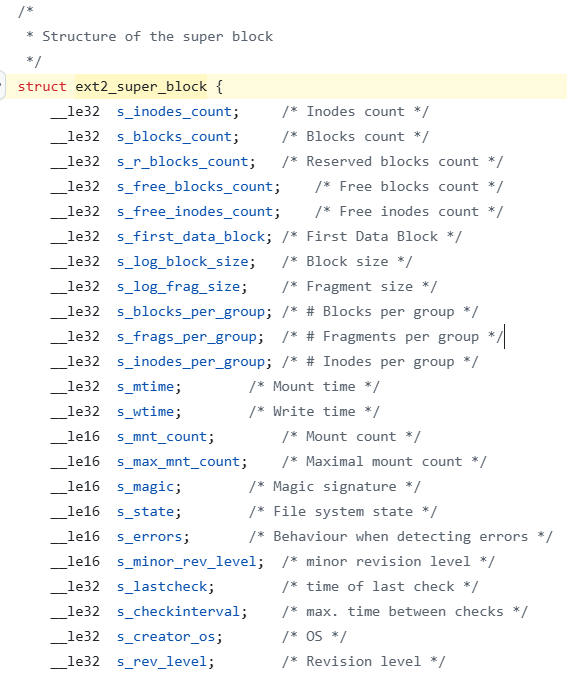 /*
 * Structure of the super block
 */
struct ext2_super_block {
	__le32	s_inodes_count;		/* Inodes count */
	__le32	s_blocks_count;		/* Blocks count */
	__le32	s_r_blocks_count;	/* Reserved blocks count */
	__le32	s_free_blocks_count;	/* Free blocks count */
	__le32	s_free_inodes_count;	/* Free inodes count */
	__le32	s_first_data_block;	/* First Data Block */
	__le32	s_log_block_size;	/* Block size */
	__le32	s_log_frag_size;	/* Fragment size */
	__le32	s_blocks_per_group;	/* # Blocks per group */
	__le32	s_frags_per_group;	/* # Fragments per group */
	__le32	s_inodes_per_group;	/* # Inodes per group */
	__le32	s_mtime;		/* Mount time */
	__le32	s_wtime;		/* Write time */
	__le16	s_mnt_count;		/* Mount count */
	__le16	s_max_mnt_count;	/* Maximal mount count */
	__le16	s_magic;		/* Magic signature */
	__le16	s_state;		/* File system state */
	__le16	s_errors;		/* Behaviour when detecting errors */
	__le16	s_minor_rev_level;	/* minor revision level */
	__le32	s_lastcheck;		/* time of last check */
	__le32	s_checkinterval;	/* max. time between checks */
	__le32	s_creator_os;		/* OS */
	__le32	s_rev_level;		/* Revision level */